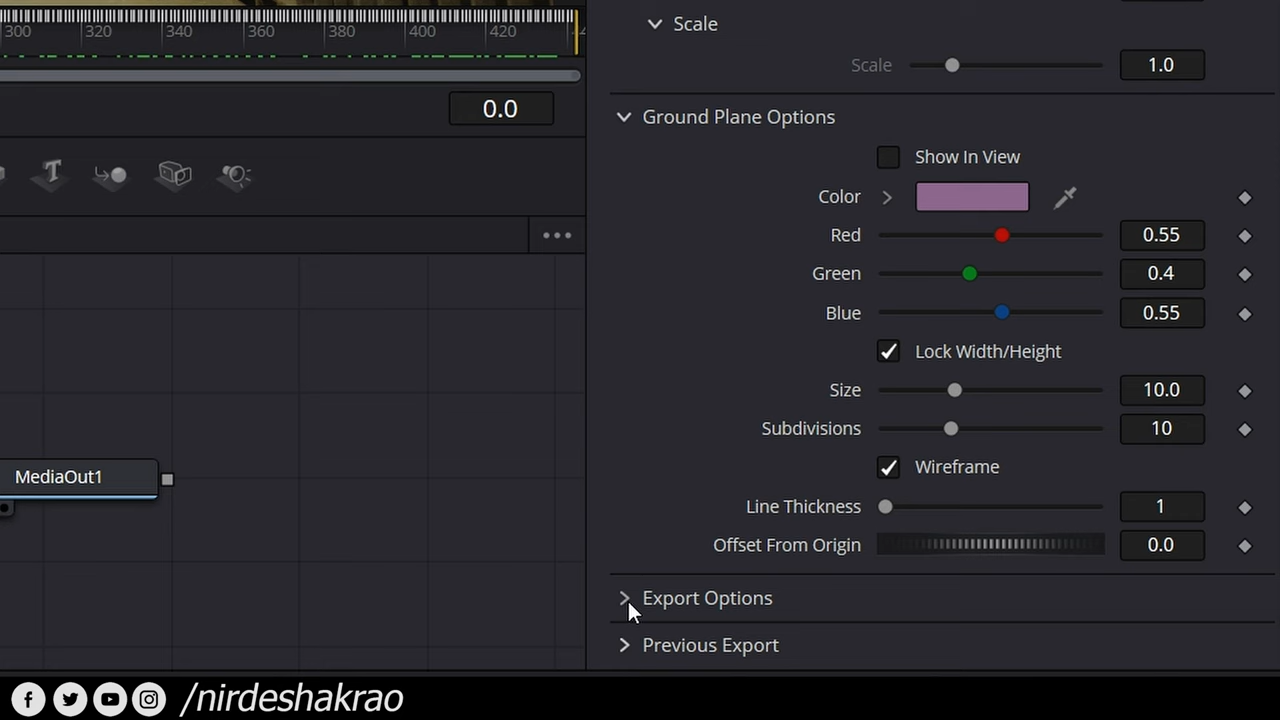 300 320 340 360 380 400 420
0.0
MediaOut1
Scale
Scale 1.0
Ground Plane Options
Show In View
Color
Red 0.55
Green 0.4
Blue 0.55
Lock Width/Height
Size 10.0
Subdivisions 10
Wireframe
Line Thickness 1
Offset From Origin 0.0
Export Options
Previous Export
/nirdeshakrao